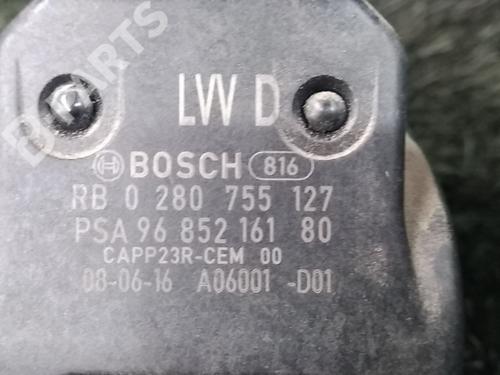 B PARTS
LW D
BOSCH 816
RB 0 280 755 127
PSA 96 852 161 80
CAPP23R-CEM 00
08-06-16 A06001 -D01